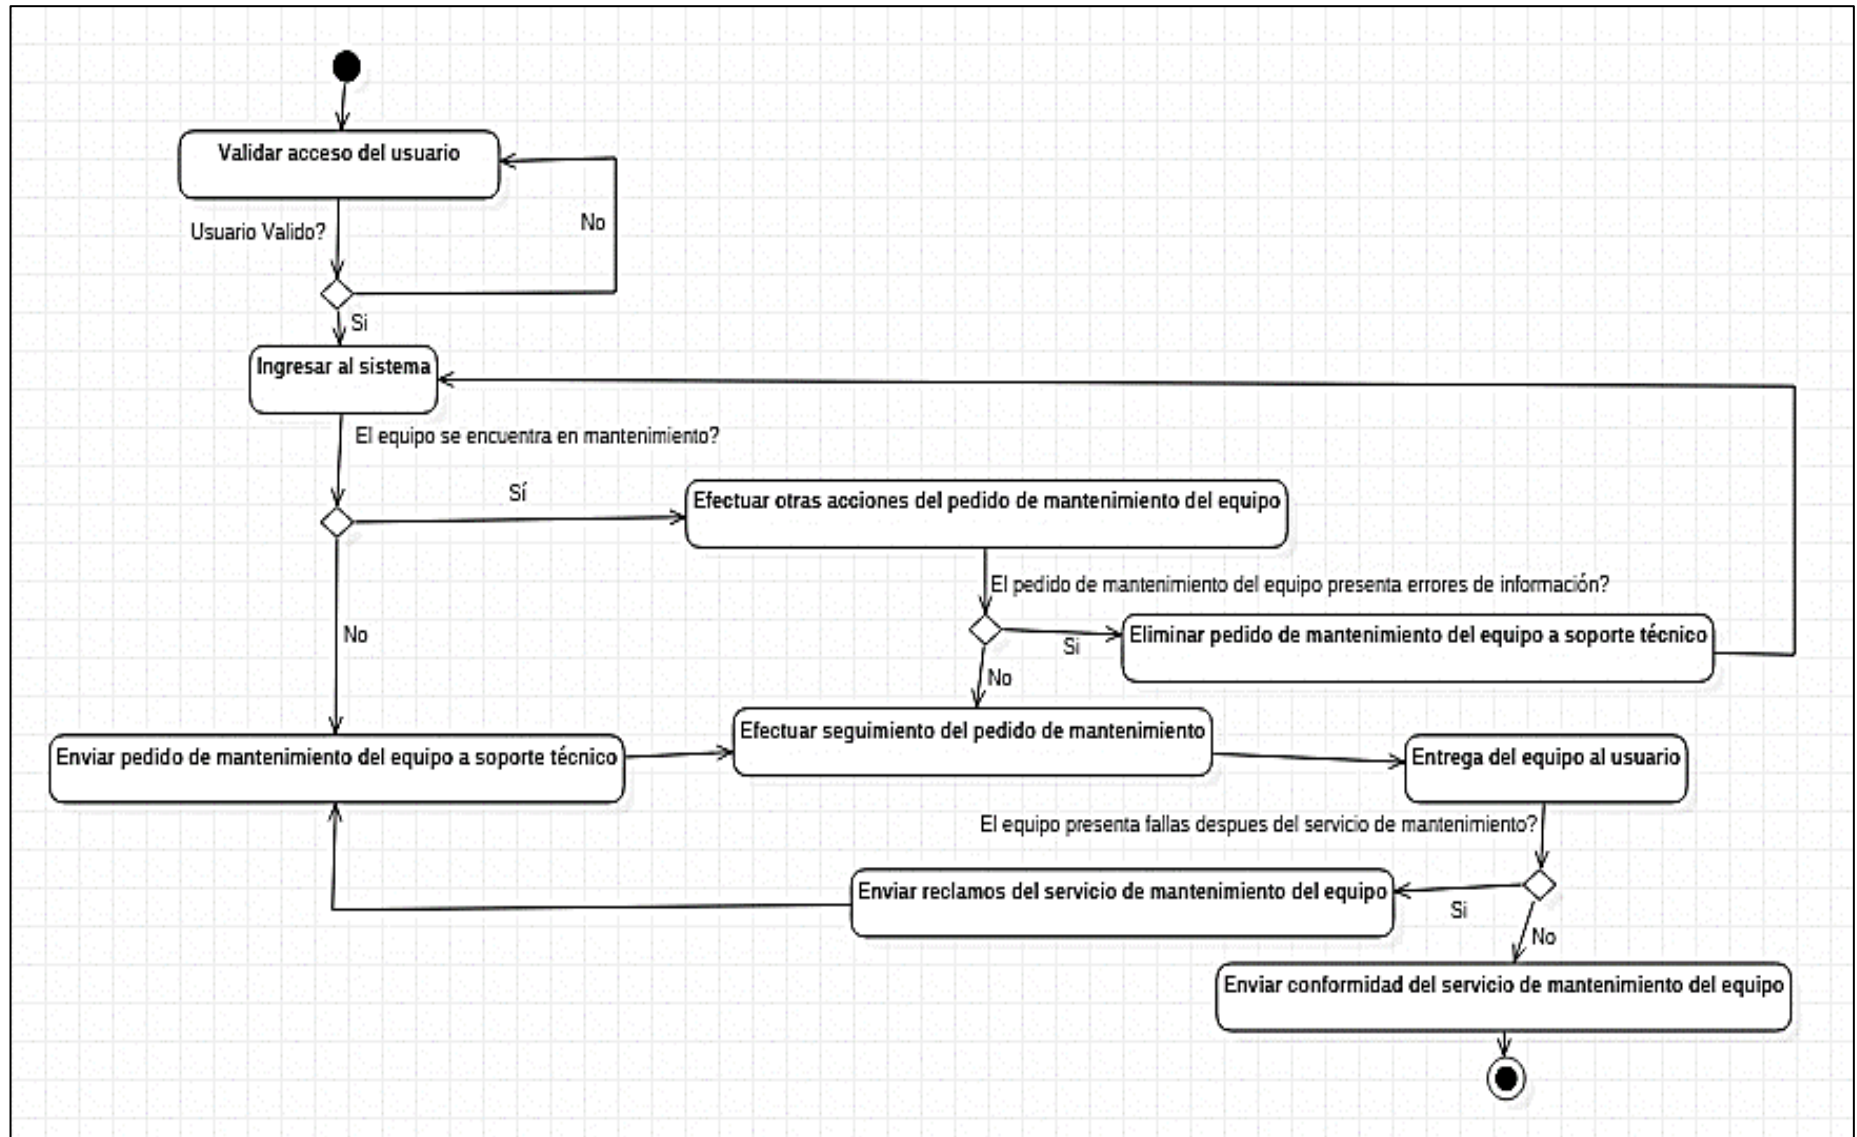 Validar acceso del usuario
Usuario Valido?
No
Si
Ingresar al sistema
El equipo se encuentra en mantenimiento?
Sí
Efectuar otras acciones del pedido de mantenimiento del equipo
El pedido de mantenimiento del equipo presenta errores de información?
No
Si
Eliminar pedido de mantenimiento del equipo a soporte técnico
No
Enviar pedido de mantenimiento del equipo a soporte técnico
Efectuar seguimiento del pedido de mantenimiento
Entrega del equipo al usuario
El equipo presenta fallas despues del servicio de mantenimiento?
Enviar reclamos del servicio de mantenimiento del equipo
Si
No
Enviar conformidad del servicio de mantenimiento del equipo